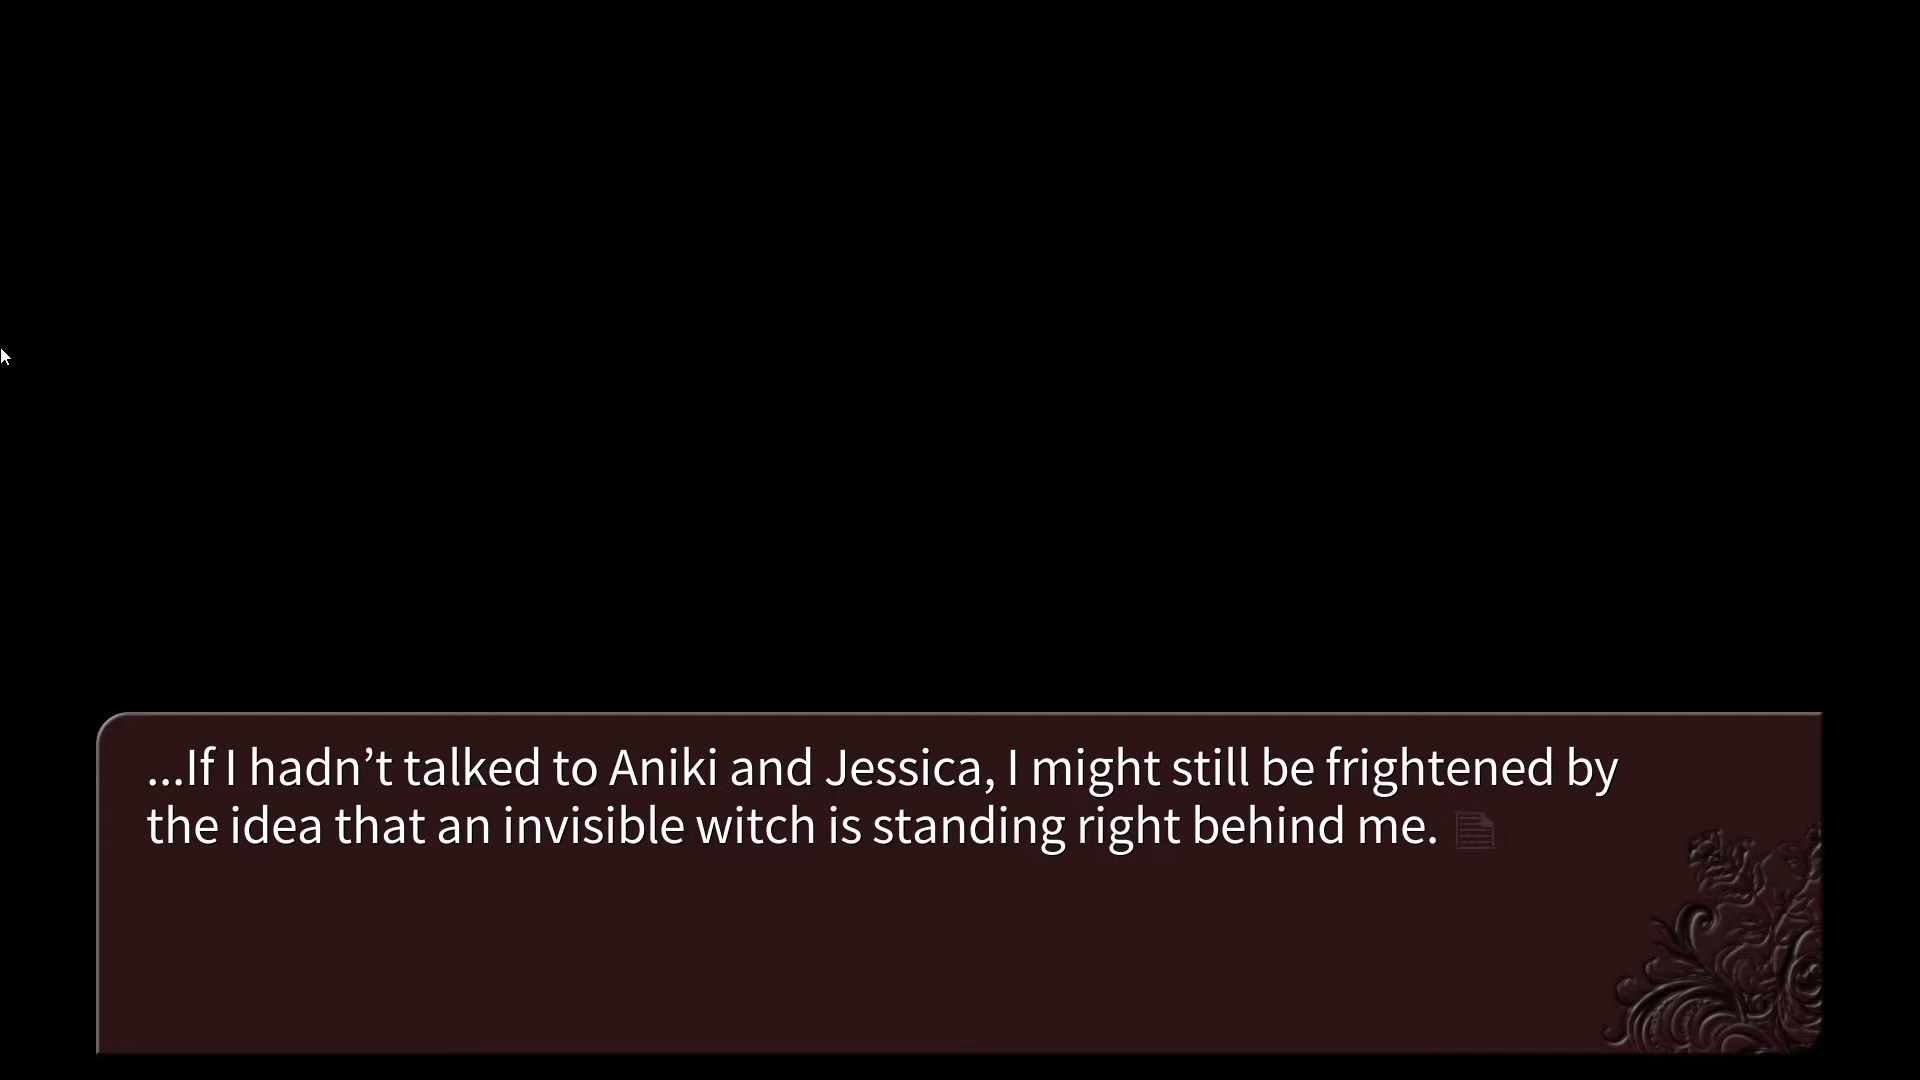 ...If I hadn’t talked to Aniki and Jessica, I might still be frightened by
the idea that an invisible witch is standing right behind me.